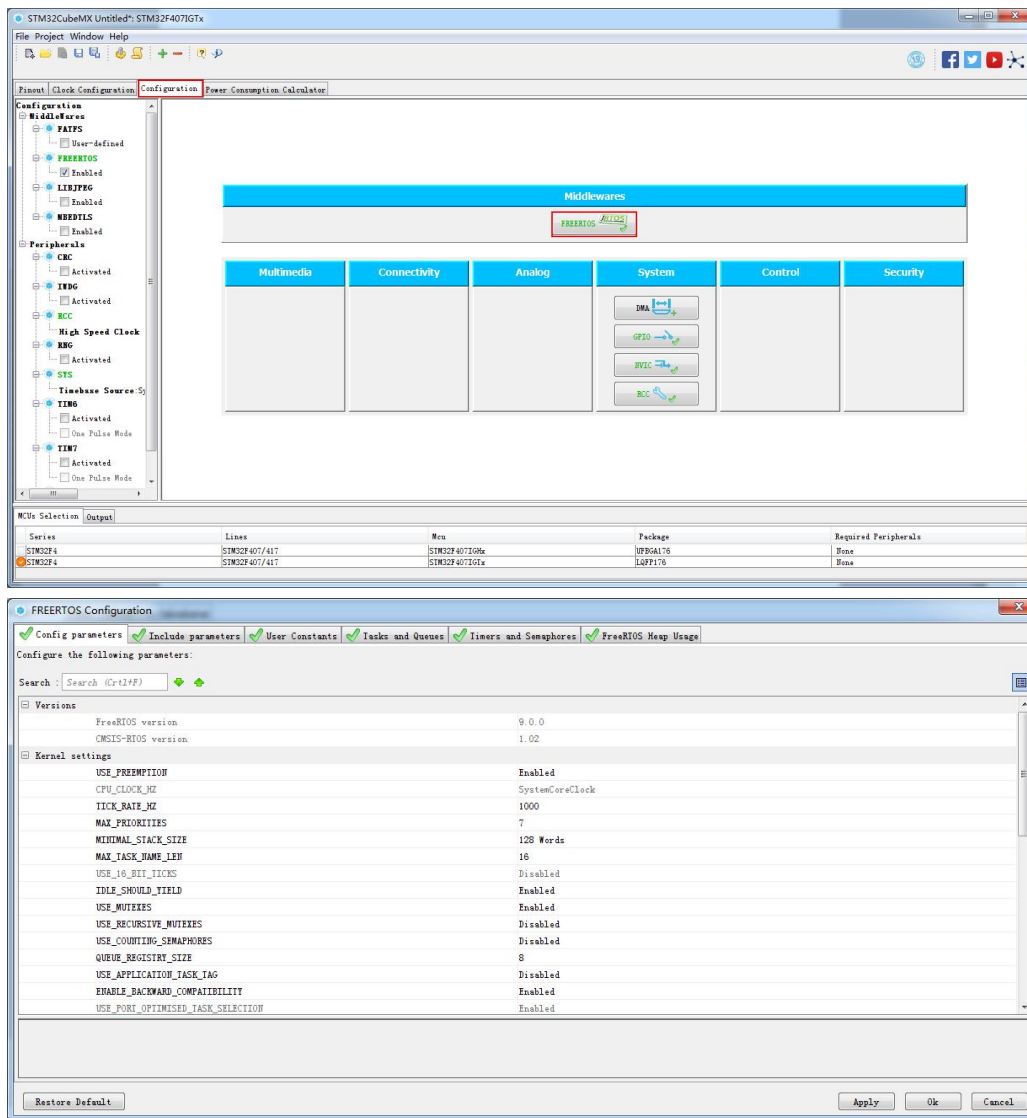 STM32CubeMX Untitled*: STM32F407IGTx
File Project Window Help
Pinout Clock Configuration Configuration Power Consumption Calculator
Configuration
MiddleWares
FATFS
User-defined
FREERTOS
Enabled
LIBJPEG
Enabled
MBEDTLS
Enabled
Peripherals
CRC
Activated
IWDG
Activated
RCC
High Speed Clock
RNG
Activated
SYS
Timebase Source:Sy
TIM6
Activated
One Pulse Mode
TIM7
Activated
One Pulse Mode
Middlewares
FREERTOS RTOS
Multimedia Connectivity Analog System Control Security
DMA
GPIO
NVIC
RCC
MCUs Selection Output
Series Lines Mcu Package Required Peripherals
STM32F4 STM32F407/417 STM32F407IGHx UFBGA176 None
STM32F4 STM32F407/417 STM32F407IGTx LQFP176 None
FREERTOS Configuration
Config parameters Include parameters User Constants Tasks and Queues Timers and Semaphores FreeRTOS Heap Usage
Configure the following parameters:
Search : Search (Crtl+F)
Versions
FreeRTOS version 9.0.0
CMSIS-RTOS version 1.02
Kernel settings
USE_PREEMPTION Enabled
CPU_CLOCK_HZ SystemCoreClock
TICK_RATE_HZ 1000
MAX_PRIORITIES 7
MINIMAL_STACK_SIZE 128 Words
MAX_TASK_NAME_LEN 16
USE_16_BIT_TICKS Disabled
IDLE_SHOULD_YIELD Enabled
USE_MUTEXES Enabled
USE_RECURSIVE_MUTEXES Disabled
USE_COUNTING_SEMAPHORES Disabled
QUEUE_REGISTRY_SIZE 8
USE_APPLICATION_TASK_TAG Disabled
ENABLE_BACKWARD_COMPATIBILITY Enabled
USE_PORT_OPTIMISED_TASK_SELECTION Enabled
Restore Default Apply Ok Cancel